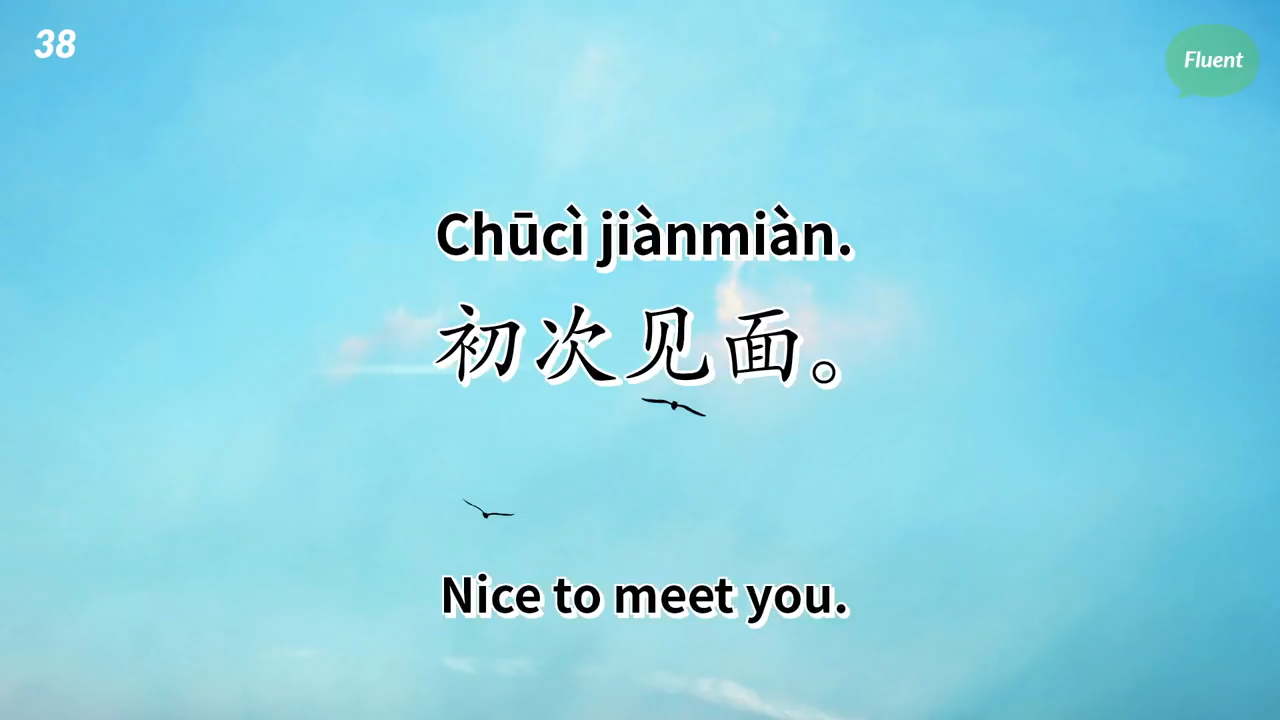 38
Fluent
Chūcì jiànmiàn.
初次见面。
Nice to meet you.